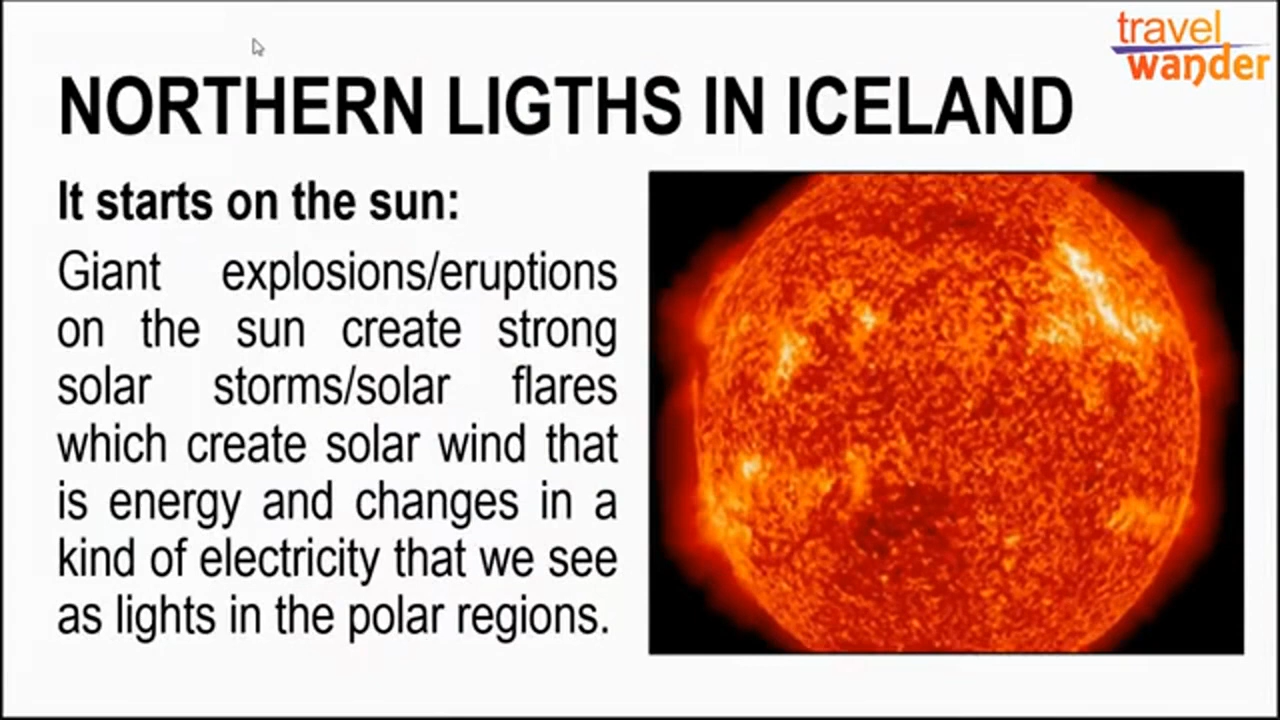 travel
wander
NORTHERN LIGTHS IN ICELAND
It starts on the sun:
Giant explosions/eruptions
on the sun create strong
solar storms/solar flares
which create solar wind that
is energy and changes in a
kind of electricity that we see
as lights in the polar regions.